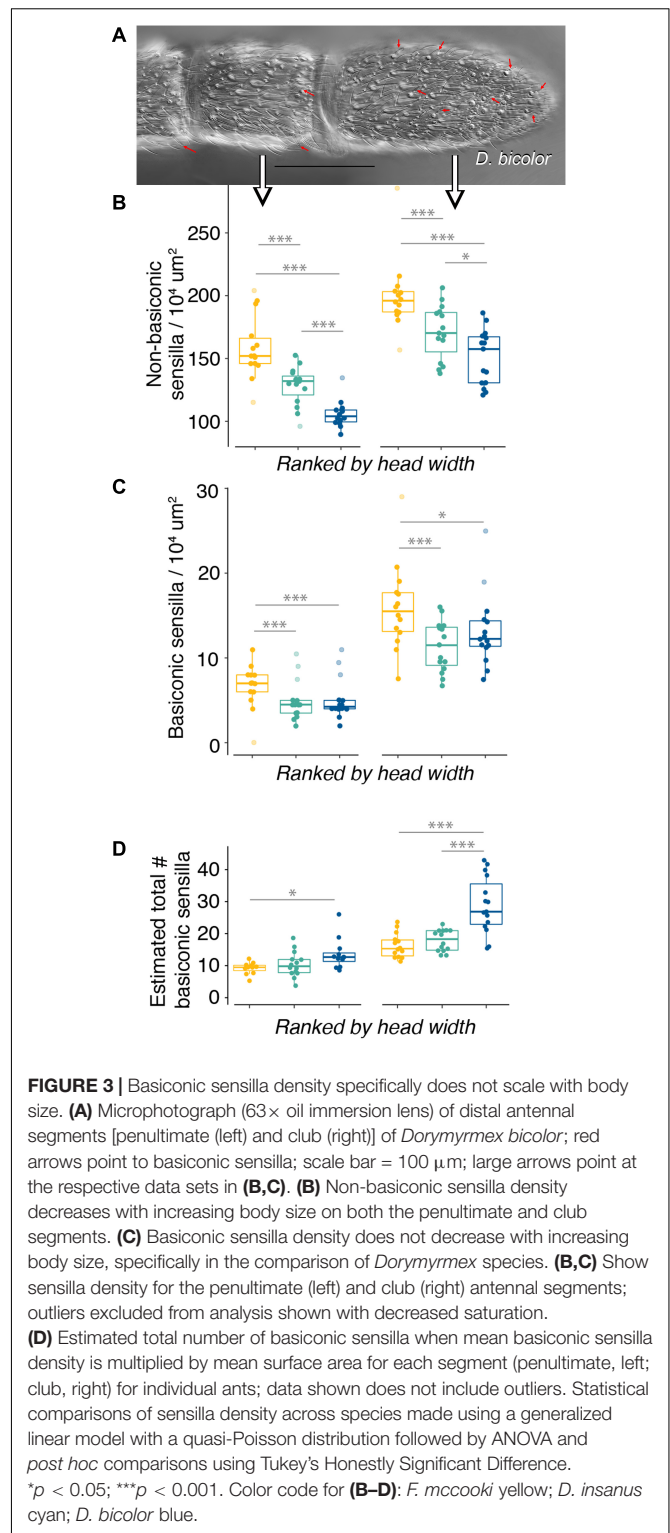 A
D. bicolor
B
Non-basiconic
sensilla / 10⁴ um²
250
200
150
100
***
***
***
***
***
*
Ranked by head width
C
Basiconic sensilla / 10⁴ um²
30
20
10
0
***
***
*
***
Ranked by head width
D
Estimated total #
basiconic sensilla
40
30
20
10
0
*
***
***
Ranked by head width
FIGURE 3 | Basiconic sensilla density specifically does not scale with body
size. (A) Microphotograph (63× oil immersion lens) of distal antennal
segments [penultimate (left) and club (right)] of Dorymyrmex bicolor; red
arrows point to basiconic sensilla; scale bar = 100 μm; large arrows point at
the respective data sets in (B,C). (B) Non-basiconic sensilla density
decreases with increasing body size on both the penultimate and club
segments. (C) Basiconic sensilla density does not decrease with increasing
body size, specifically in the comparison of Dorymyrmex species. (B,C) Show
sensilla density for the penultimate (left) and club (right) antennal segments;
outliers excluded from analysis shown with decreased saturation.
(D) Estimated total number of basiconic sensilla when mean basiconic sensilla
density is multiplied by mean surface area for each segment (penultimate, left;
club, right) for individual ants; data shown does not include outliers. Statistical
comparisons of sensilla density across species made using a generalized
linear model with a quasi-Poisson distribution followed by ANOVA and
post hoc comparisons using Tukey's Honestly Significant Difference.
*p < 0.05; ***p < 0.001. Color code for (B–D): F. mccooki yellow; D. insanus
cyan; D. bicolor blue.